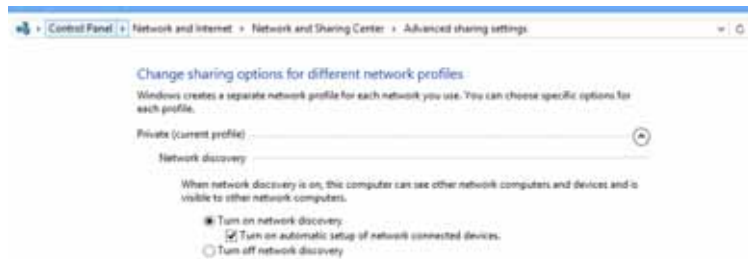 Control Panel Network and Internet Network and Sharing Center Advanced sharing settings
Change sharing options for different network profiles
Windows creates a separate network profile for each network you use. You can choose specific options for
each profile.
Private (current profile)
Network discovery
When network discovery is on, this computer can see other network computers and devices and is
visible to other network computers.
Turn on network discovery
Turn on automatic setup of network connected devices.
Turn off network discovery